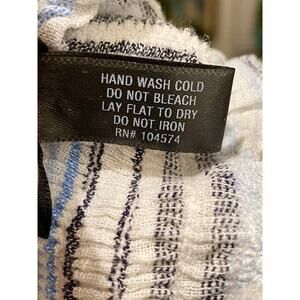 HAND WASH COLD
DO NOT BLEACH
LAY FLAT TO DRY
DO NOT IRON
RN# 104574